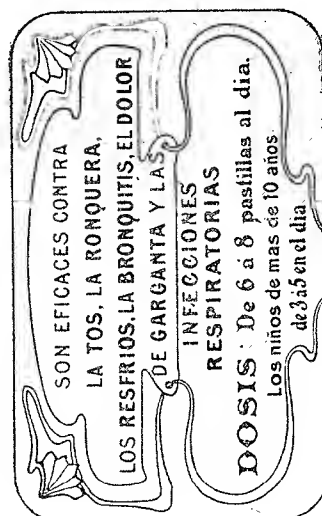 SON EFICACES CONTRA
LA TOS, LA RONQUERA,
LOS RESFRIOS, LA BRONQUITIS, EL DOLOR
DE GARGANTA Y LAS
INFECCIONES
RESPIRATORIAS
DOSIS: De 6 á 8 pastillas al dia.
Los niños de mas de 10 años
de 3 á 5 en el dia